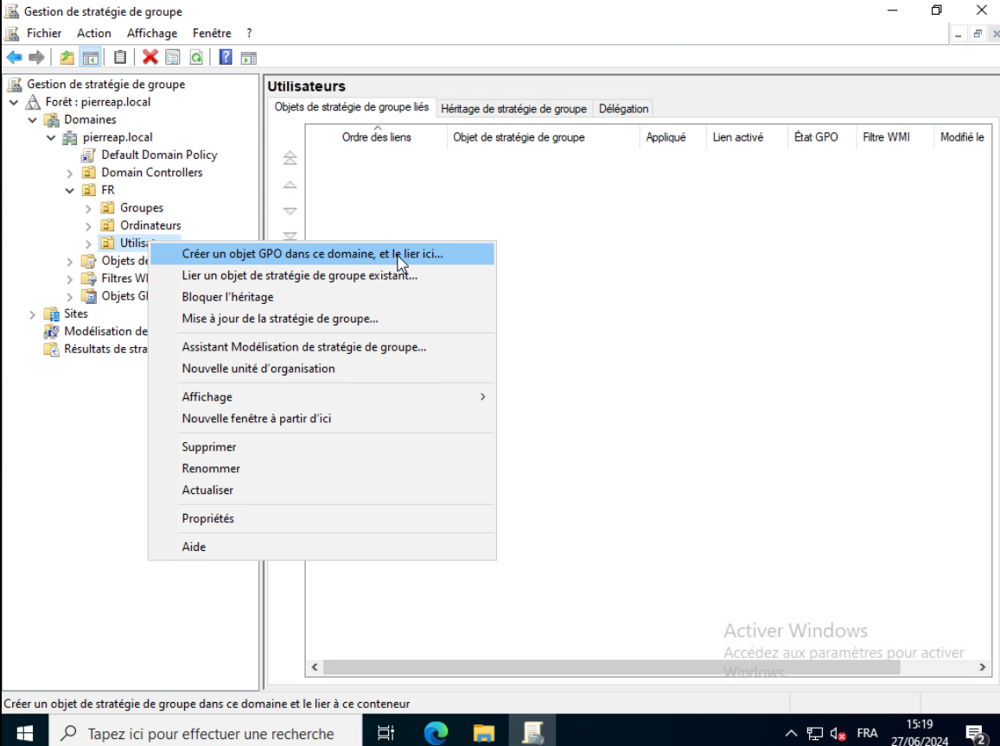 Gestion de stratégie de groupe
Fichier Action Affichage Fenêtre ?
Gestion de stratégie de groupe
Forêt : pierreap.local
Domaines
pierreap.local
Default Domain Policy
Domain Controllers
FR
Groupes
Ordinateurs
Utilisa
Objets de
Filtres WI
Objets G
Sites
Modélisation de
Résultats de stra
Utilisateurs
Objets de stratégie de groupe liés Héritage de stratégie de groupe Délégation
Ordre des liens Objet de stratégie de groupe Appliqué Lien activé État GPO Filtre WMI Modifié le
Créer un objet GPO dans ce domaine, et le lier ici...
Lier un objet de stratégie de groupe existant...
Bloquer l'héritage
Mise à jour de la stratégie de groupe...
Assistant Modélisation de stratégie de groupe...
Nouvelle unité d'organisation
Affichage
Nouvelle fenêtre à partir d'ici
Supprimer
Renommer
Actualiser
Propriétés
Aide
Activer Windows
Accédez aux paramètres pour activer
Windows.
Créer un objet de stratégie de groupe dans ce domaine et le lier à ce conteneur
Tapez ici pour effectuer une recherche
FRA
15:19
27/06/2024
2